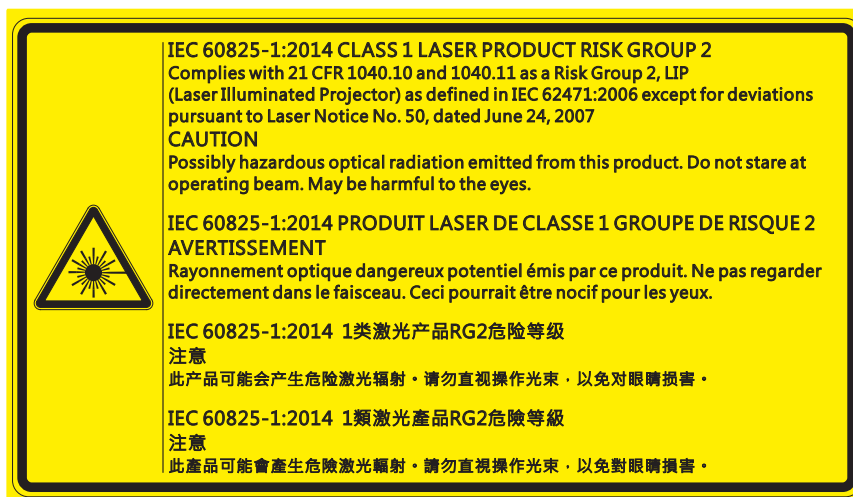 IEC 60825-1:2014 CLASS 1 LASER PRODUCT RISK GROUP 2
Complies with 21 CFR 1040.10 and 1040.11 as a Risk Group 2, LIP
(Laser Illuminated Projector) as defined in IEC 62471:2006 except for deviations
pursuant to Laser Notice No. 50, dated June 24, 2007
CAUTION
Possibly hazardous optical radiation emitted from this product. Do not stare at
operating beam. May be harmful to the eyes.
IEC 60825-1:2014 PRODUIT LASER DE CLASSE 1 GROUPE DE RISQUE 2
AVERTISSEMENT
Rayonnement optique dangereux potentiel émis par ce produit. Ne pas regarder
directement dans le faisceau. Ceci pourrait être nocif pour les yeux.
IEC 60825-1:2014 1类激光产品RG2危险等级
注意
此产品可能会产生危险激光辐射。请勿直视操作光束，以免对眼睛损害。
IEC 60825-1:2014 1類激光產品RG2危險等級
注意
此產品可能會產生危險激光輻射。請勿直視操作光束，以免對眼睛損害。